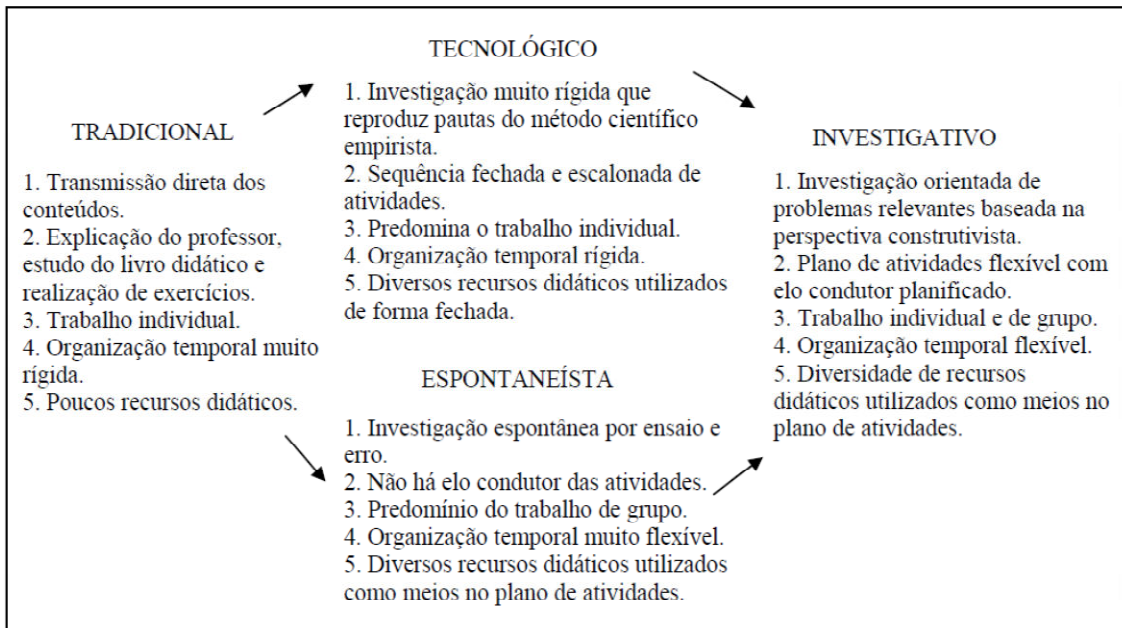 TRADICIONAL
1. Transmissão direta dos
conteúdos.
2. Explicação do professor,
estudo do livro didático e
realização de exercícios.
3. Trabalho individual.
4. Organização temporal muito
rígida.
5. Poucos recursos didáticos.
TECNOLÓGICO
1. Investigação muito rígida que
reproduz pautas do método científico
empirista.
2. Sequência fechada e escalonada de
atividades.
3. Predomina o trabalho individual.
4. Organização temporal rígida.
5. Diversos recursos didáticos utilizados
de forma fechada.
ESPONTANEÍSTA
1. Investigação espontânea por ensaio e
erro.
2. Não há elo condutor das atividades.
3. Predomínio do trabalho de grupo.
4. Organização temporal muito flexível.
5. Diversos recursos didáticos utilizados
como meios no plano de atividades.
INVESTIGATIVO
1. Investigação orientada de
problemas relevantes baseada na
perspectiva construtivista.
2. Plano de atividades flexível com
elo condutor planificado.
3. Trabalho individual e de grupo.
4. Organização temporal flexível.
5. Diversidade de recursos
didáticos utilizados como meios no
plano de atividades.